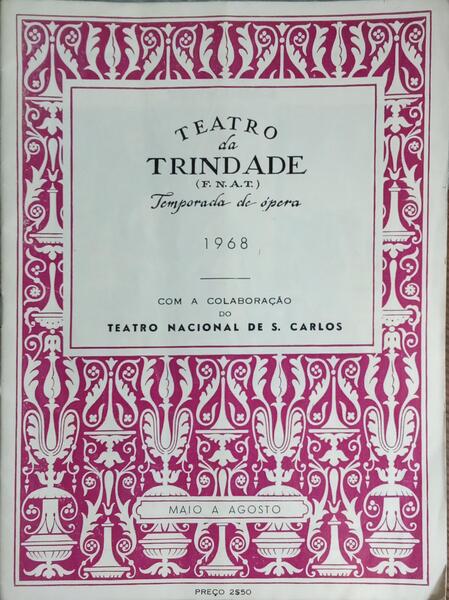 TEATRO
da
TRINDADE
(F. N. A. T.)
Temporada de ópera
1968
COM A COLABORAÇÃO
DO
TEATRO NACIONAL DE S. CARLOS
MAIO A AGOSTO
PREÇO 2$50